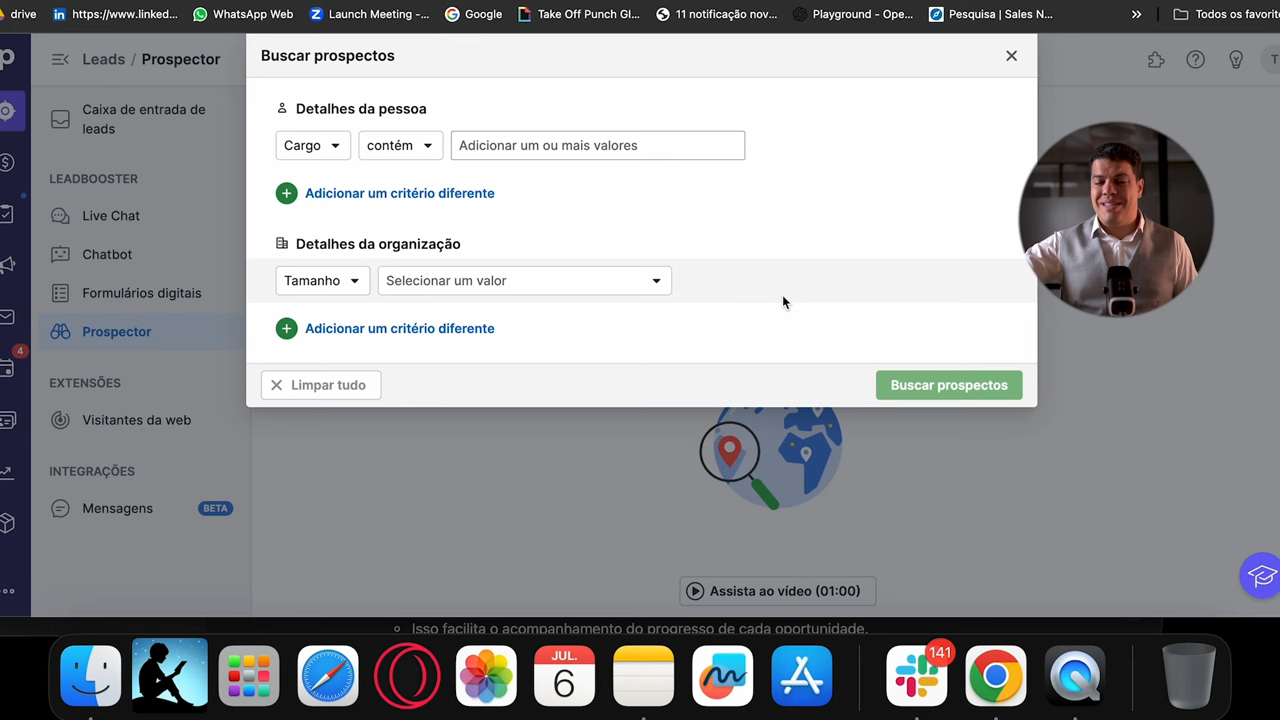 drive
https://www.linked...
WhatsApp Web
Launch Meeting -...
Google
Take Off Punch Gl...
11 notificação nov...
Playground - Ope...
Pesquisa | Sales N...
»
Todos os favorito
Leads / Prospector
Buscar prospectos
Caixa de entrada de
leads
LEADBOOSTER
Live Chat
Chatbot
Formulários digitais
Prospector
EXTENSÕES
Visitantes da web
INTEGRAÇÕES
Mensagens
BETA
4
Detalhes da pessoa
Cargo
contém
Adicionar um ou mais valores
Adicionar um critério diferente
Detalhes da organização
Tamanho
Selecionar um valor
Adicionar um critério diferente
Limpar tudo
Buscar prospectos
T
Assista ao vídeo (01:00)
Isso facilita o acompanhamento do progresso de cada oportunidade.
JUL.
6
141